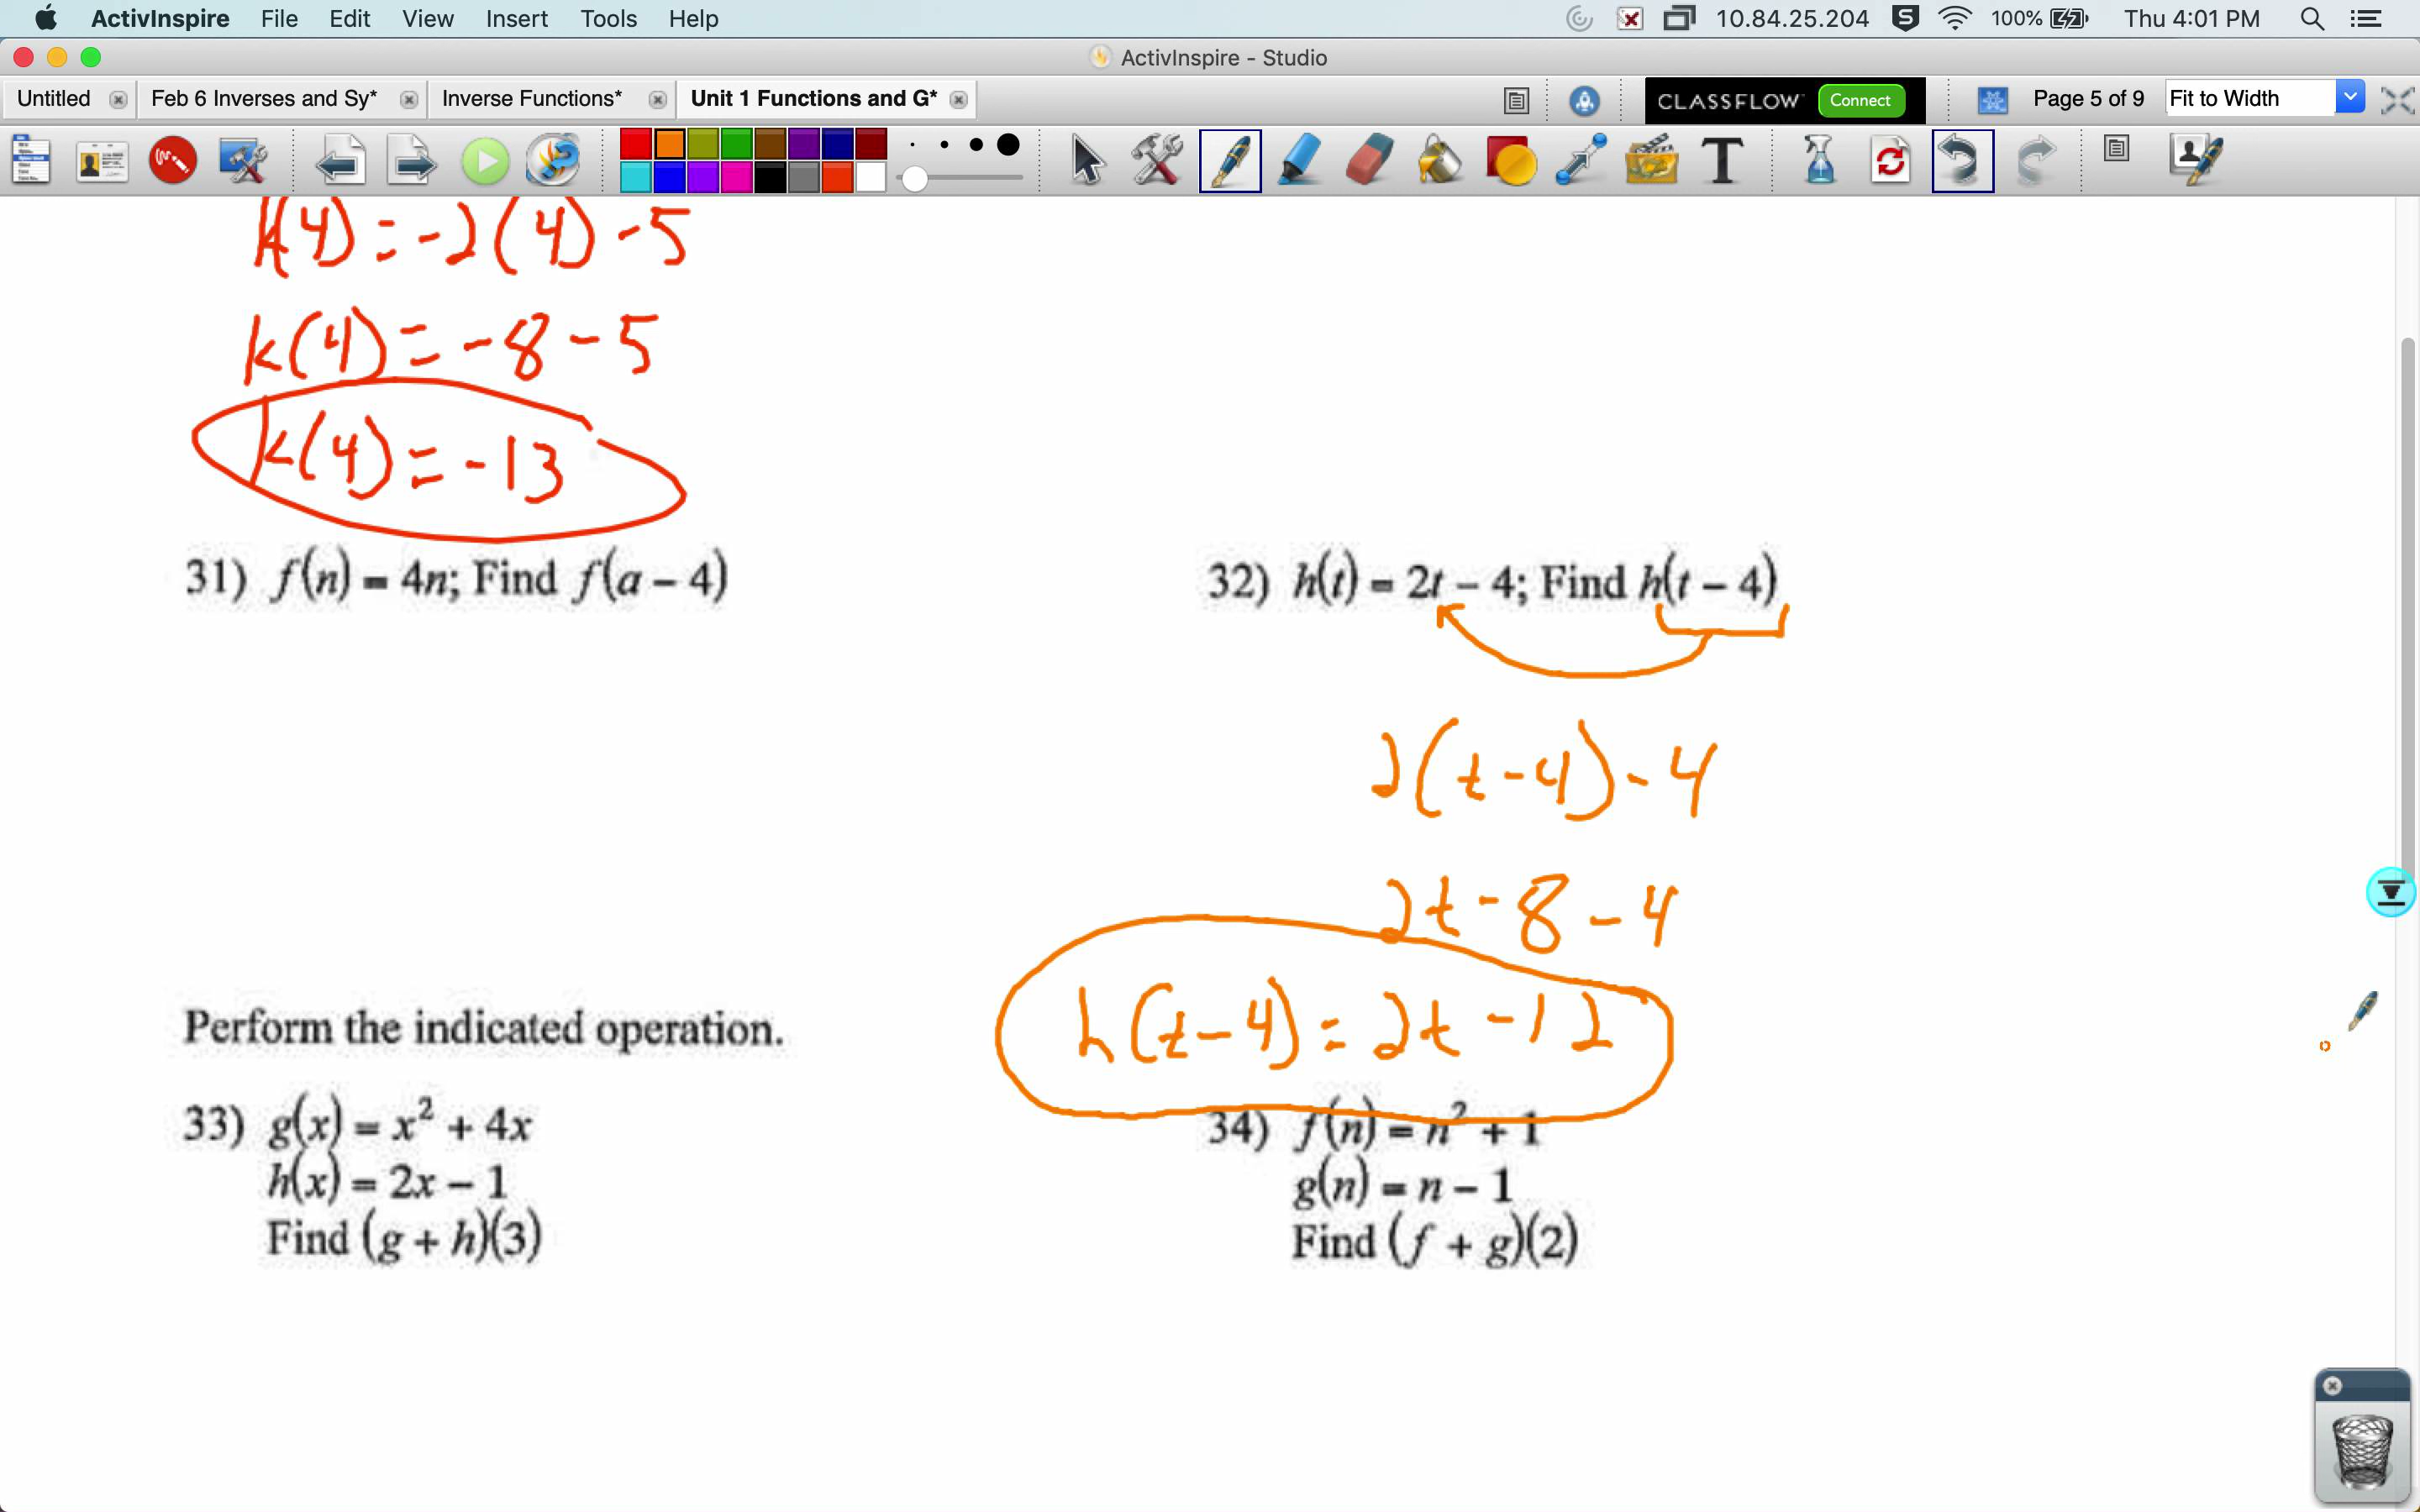 ActivInspire File Edit View Insert Tools Help 10.84.25.204 S 100% Thu 4:01 PM
ActivInspire - Studio
Untitled Feb 6 Inverses and Sy* Inverse Functions* Unit 1 Functions and G* CLASSFLOW Connect Page 5 of 9 Fit to Width
T
k(4) = -2(4) - 5
k(4) = -8 - 5
k(4) = -13
31) f(n) = 4n; Find f(a − 4)
32) h(t) = 2t − 4; Find h(t − 4)
2(t-4)-4
2t-8-4
h(t-4) = 2t-12
Perform the indicated operation.
33) g(x) = x² + 4x
h(x) = 2x − 1
Find (g + h)(3)
34) f(n) = n² + 1
g(n) = n − 1
Find (f + g)(2)